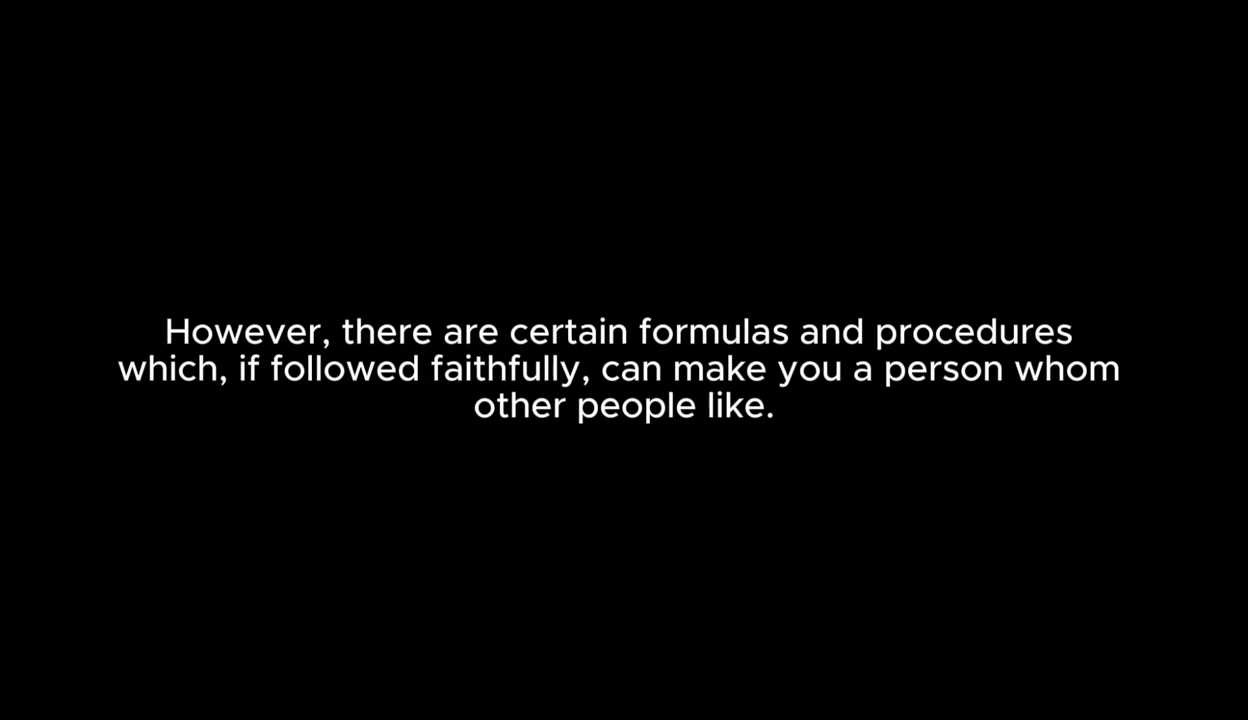 However, there are certain formulas and procedures
which, if followed faithfully, can make you a person whom
other people like.